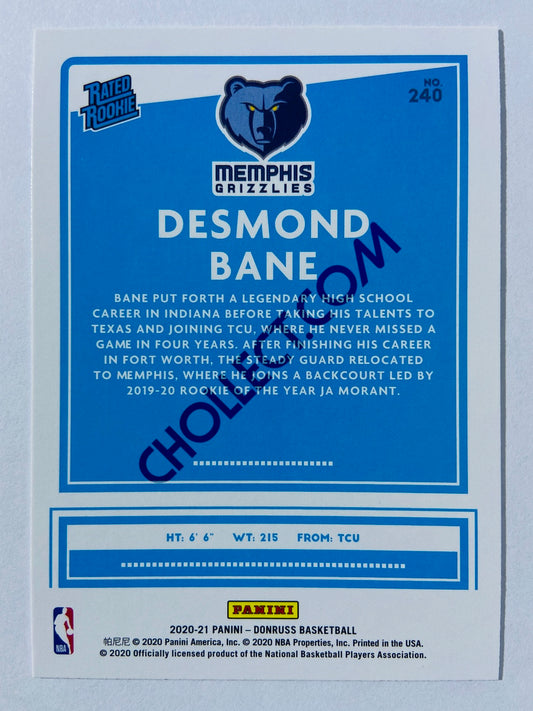 RATED
ROOKIE
NO.
240
MEMPHIS
GRIZZLIES
DESMOND
BANE
BANE PUT FORTH A LEGENDARY HIGH SCHOOL
CAREER IN INDIANA BEFORE TAKING HIS TALENTS TO
TEXAS AND JOINING TCU, WHERE HE NEVER MISSED A
GAME IN FOUR YEARS. AFTER FINISHING HIS CAREER
IN FORT WORTH, THE STEADY GUARD RELOCATED
TO MEMPHIS, WHERE HE JOINS A BACKCOURT LED BY
2019-20 ROOKIE OF THE YEAR JA MORANT.
CHOLLECT.COM
HT: 6' 6" WT: 215 FROM: TCU
PANINI
NBA
2020-21 PANINI – DONRUSS BASKETBALL
帕尼尼 © 2020 Panini America, Inc. © 2020 NBA Properties, Inc. Printed in the USA.
© 2020 Officially licensed product of the National Basketball Players Association.